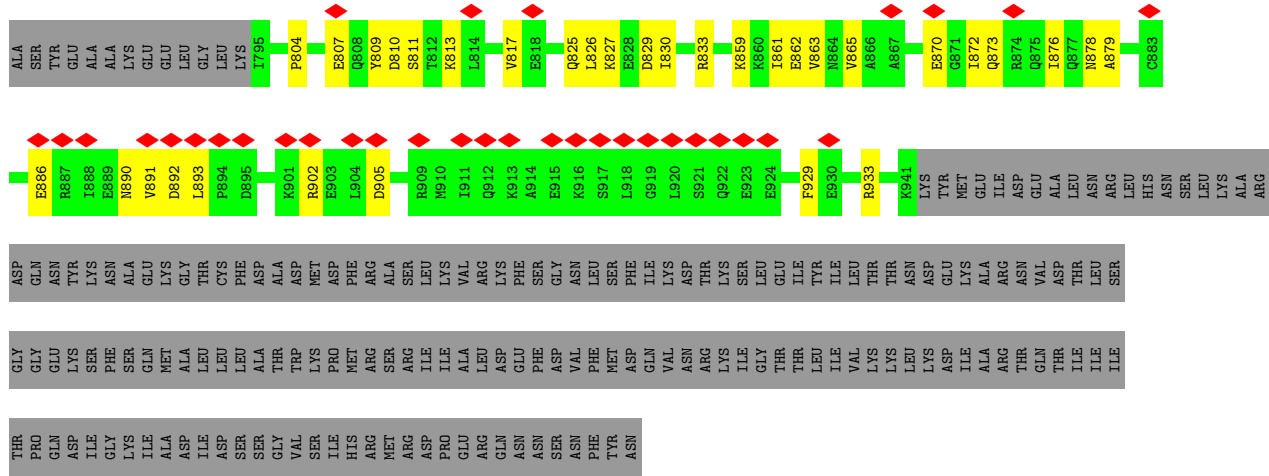 ALA SER TYR GLU ALA ALA LYS GLU GLU LEU GLY LEU LYS I795 P804 E807 Q808 Y809 D810 S811 T812 K813 L814 V817 E818 Q825 L826 K827 E828 D829 I830 R833 K859 K860 I861 E862 V863 N864 V865 A866 A867 E870 G871 I872 Q873 R874 Q875 I876 Q877 N878 A879 C883
E886 R887 I888 E889 N890 V891 D892 L893 P894 D895 K901 R902 E903 L904 D905 R909 M910 I911 Q912 K913 A914 E915 K916 S917 L918 G919 L920 S921 Q922 E923 E924 F929 E930 R933 K941 LYS TYR MET GLU ILE ASP GLU ALA LEU ASN ARG LEU HIS ASN SER LEU LYS ALA ARG
ASP GLN ASN TYR LYS ASN ALA GLU LYS GLY THR CYS PHE ASP ALA ASP MET ASP PHE ARG ALA SER LEU LYS VAL ARG LYS PHE SER GLY ASN LEU SER PHE ILE LYS ASP THR LYS SER LEU GLU ILE TYR ILE LEU THR THR ASN ASP GLU LYS ALA ARG ASN VAL ASP THR LEU SER
GLY GLY GLU LYS SER PHE SER GLN MET ALA LEU LEU LEU ALA THR TRP LYS PRO MET ARG SER ARG ILE ILE ALA LEU ASP GLU PHE ASP VAL PHE MET ASP GLN VAL ASN ARG LYS ILE GLY THR THR LEU ILE VAL LYS LYS LEU LYS ASP ILE ALA ARG THR GLN THR ILE ILE ILE
THR PRO GLN ASP ILE GLY LYS ILE ALA ASP ILE ASP SER SER GLY VAL SER ILE HIS ARG MET ARG ASP PRO GLU ARG GLN ASN ASN SER ASN PHE TYR ASN